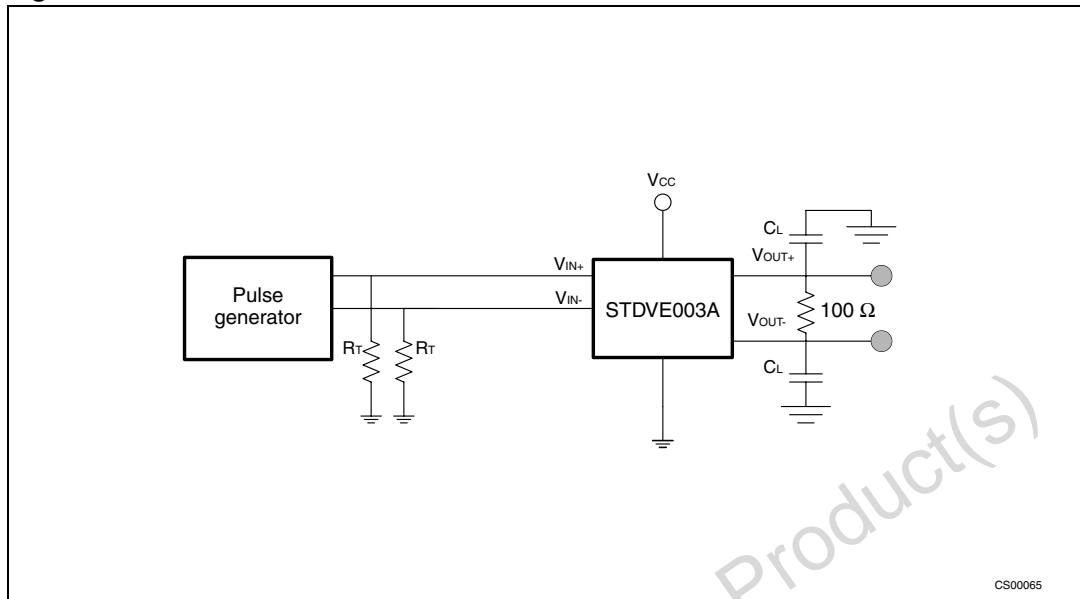 VCC
CL
VOUT+
VIN+
Pulse
generator
VIN-
STDVE003A
100 Ω
VOUT-
RT
RT
CL
Product(s)
CS00065